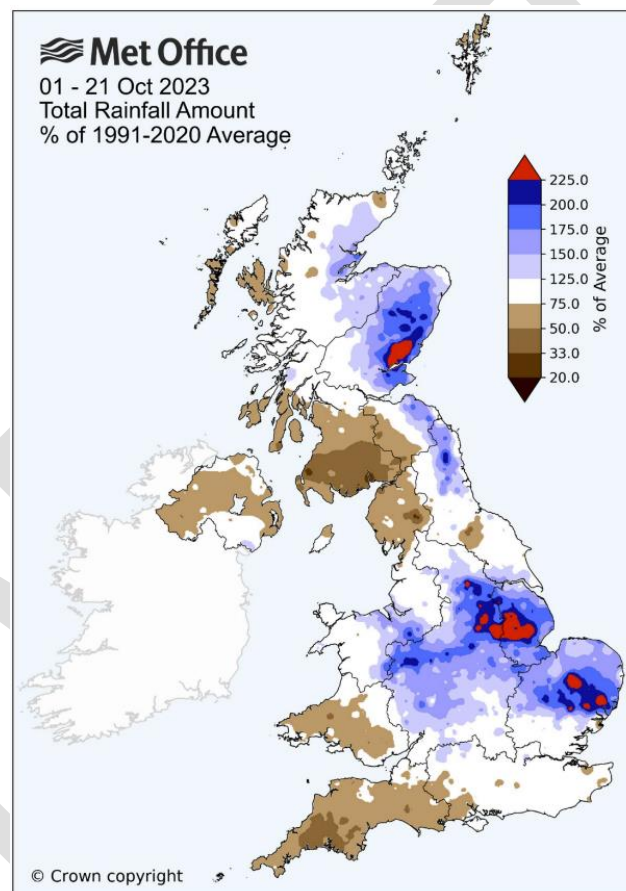 Met Office
01 - 21 Oct 2023
Total Rainfall Amount
% of 1991-2020 Average
225.0
200.0
175.0
150.0
125.0
75.0
50.0
33.0
20.0
% of Average
© Crown copyright